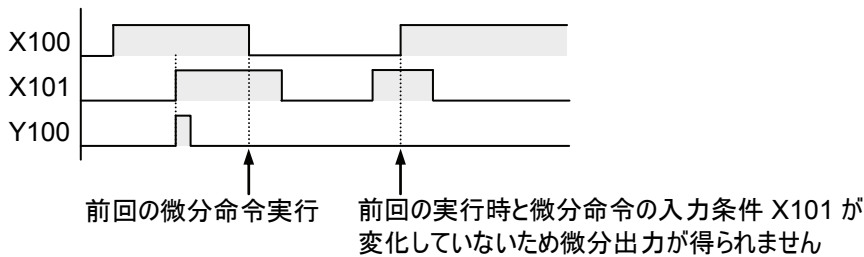 X100
X101
Y100
前回の微分命令実行
前回の実行時と微分命令の入力条件 X101 が
変化していないため微分出力が得られません